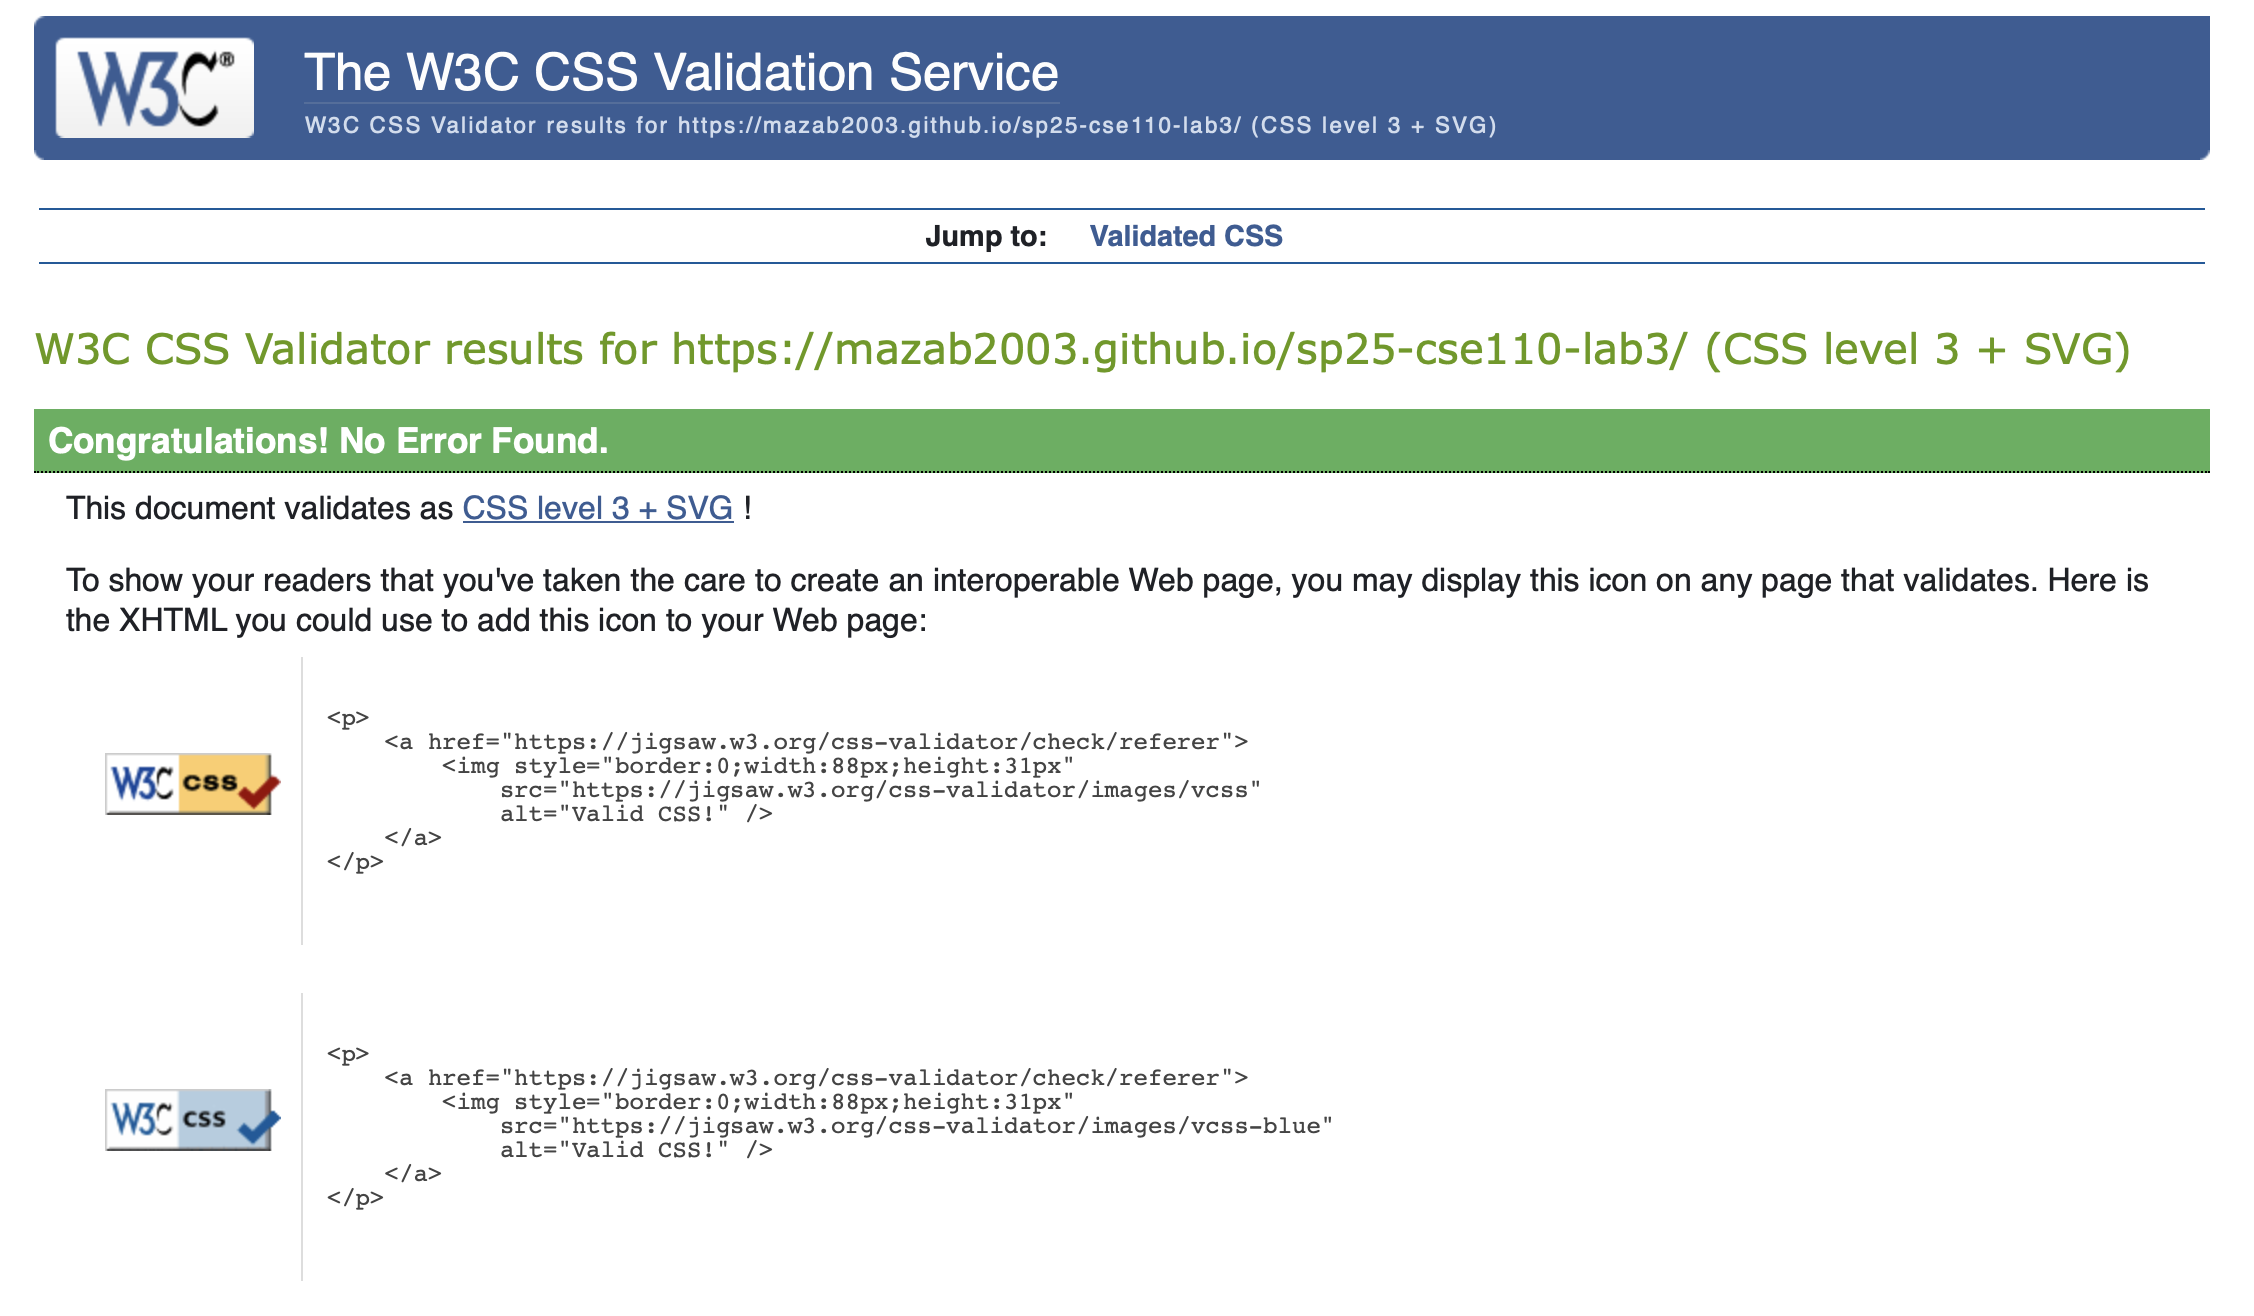 W3C®
The W3C CSS Validation Service
W3C CSS Validator results for https://mazab2003.github.io/sp25-cse110-lab3/ (CSS level 3 + SVG)
Jump to: Validated CSS
W3C CSS Validator results for https://mazab2003.github.io/sp25-cse110-lab3/ (CSS level 3 + SVG)
Congratulations! No Error Found.
This document validates as CSS level 3 + SVG !
To show your readers that you've taken the care to create an interoperable Web page, you may display this icon on any page that validates. Here is
the XHTML you could use to add this icon to your Web page:
W3C css
<p>
    <a href="https://jigsaw.w3.org/css-validator/check/referer">
        <img style="border:0;width:88px;height:31px"
            src="https://jigsaw.w3.org/css-validator/images/vcss"
            alt="Valid CSS!" />
    </a>
</p>
W3C css
<p>
    <a href="https://jigsaw.w3.org/css-validator/check/referer">
        <img style="border:0;width:88px;height:31px"
            src="https://jigsaw.w3.org/css-validator/images/vcss-blue"
            alt="Valid CSS!" />
    </a>
</p>